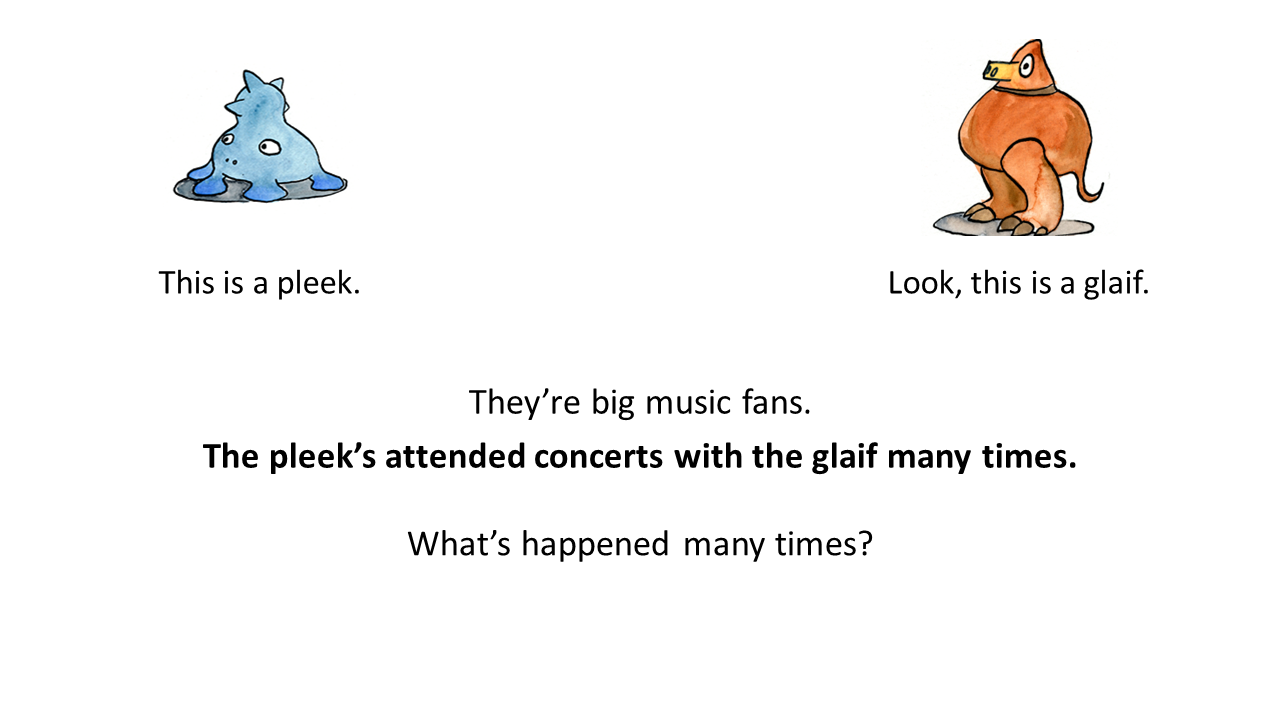 This is a pleek.
Look, this is a glaif.
They’re big music fans.
The pleek’s attended concerts with the glaif many times.
What’s happened many times?